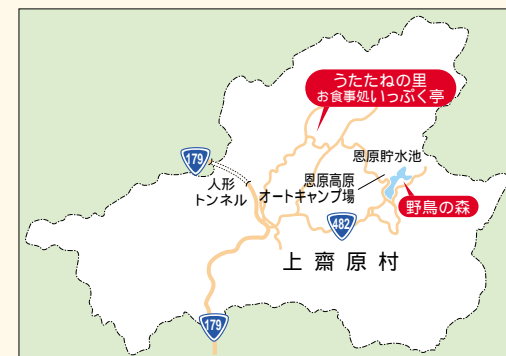 うたたねの里
お食事処いっぷく亭
179
人形
トンネル
恩原貯水池
恩原高原
オートキャンプ場
野鳥の森
482
上齋原村
179